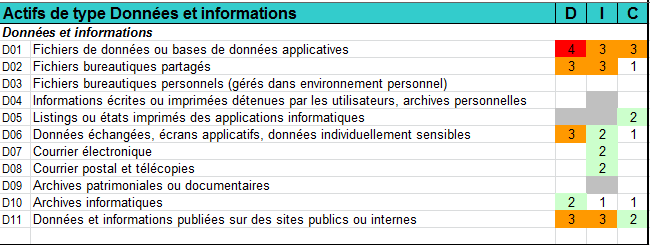 Actifs de type Données et informations D I C
Données et informations
D01 Fichiers de données ou bases de données applicatives 4 3 3
D02 Fichiers bureautiques partagés 3 3 1
D03 Fichiers bureautiques personnels (gérés dans environnement personnel)
D04 Informations écrites ou imprimées détenues par les utilisateurs, archives personnelles
D05 Listings ou états imprimés des applications informatiques 2
D06 Données échangées, écrans applicatifs, données individuellement sensibles 3 2 1
D07 Courrier électronique 2
D08 Courrier postal et télécopies 2
D09 Archives patrimoniales ou documentaires
D10 Archives informatiques 2 1 1
D11 Données et informations publiées sur des sites publics ou internes 3 3 2